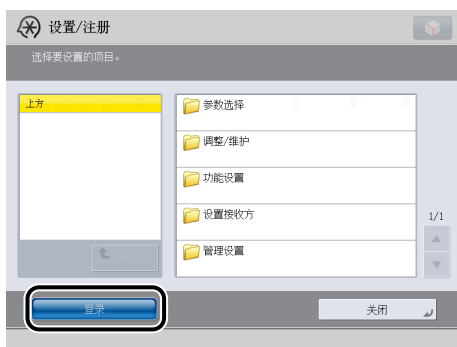 设置/注册
选择要设置的项目。
上方
参数选择
调整/维护
功能设置
设置接收方
1/1
管理设置
登录
关闭